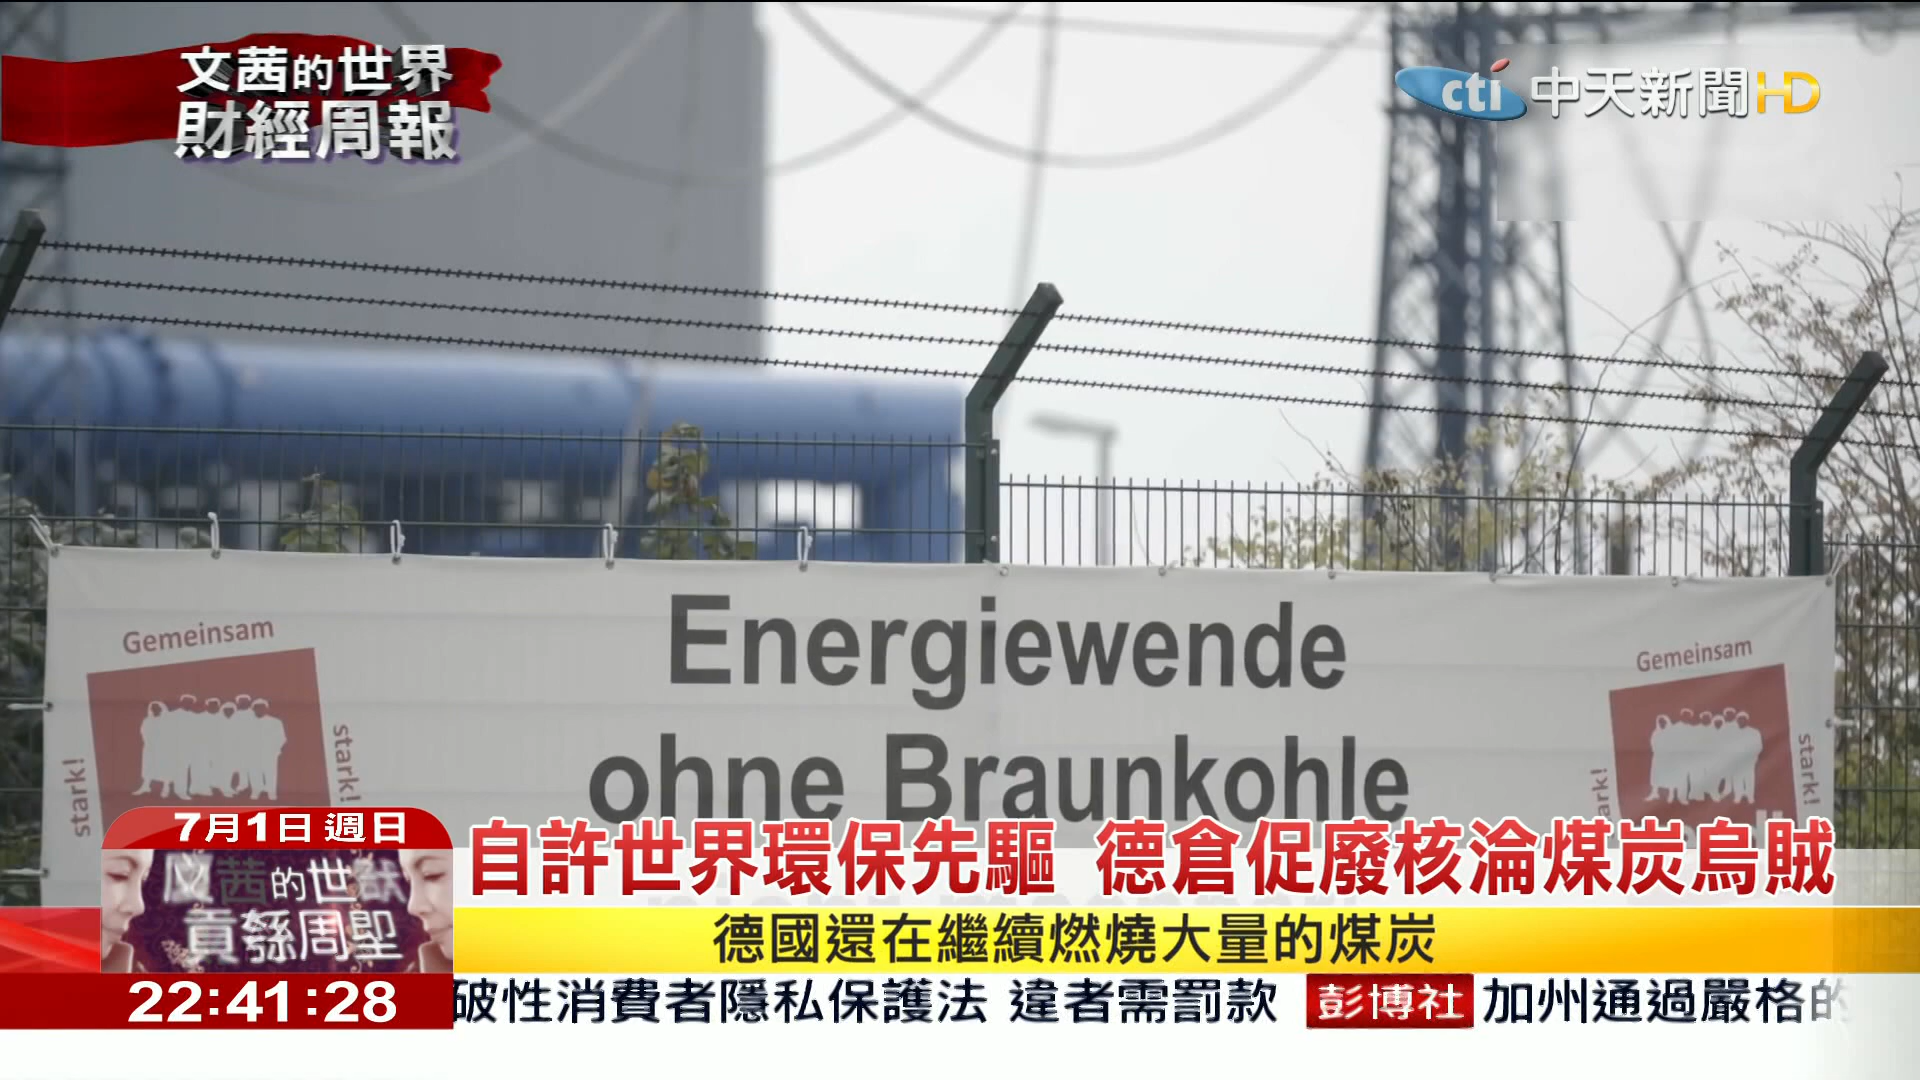 文茜的世界
財經周報
cti 中天新聞HD
Gemeinsam
stark!
stark!
Energiewende
ohne Braunkohle
Gemeinsam
stark!
7月1日 週日
自許世界環保先驅 德倉促廢核淪煤炭烏賊
德國還在繼續燃燒大量的煤炭
22:41:28
破性消費者隱私保護法 違者需罰款 彭博社 加州通過嚴格的